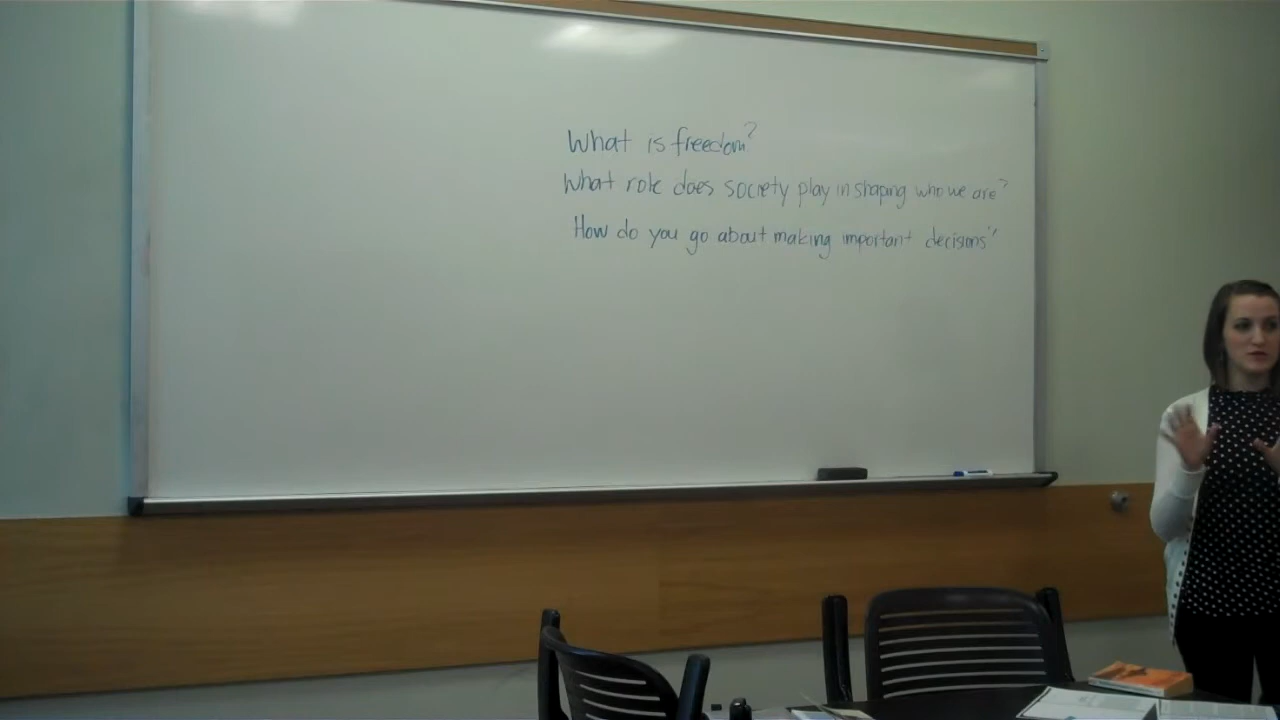 What is freedom?
What role does society play in shaping who we are?
How do you go about making important decisions?